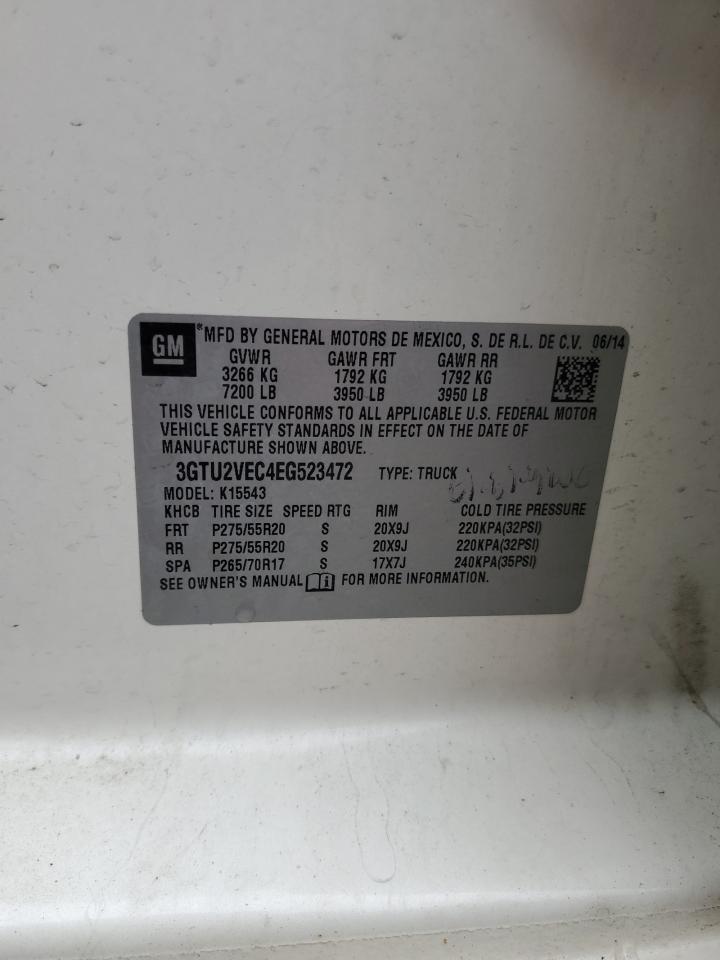 GM
*MFD BY GENERAL MOTORS DE MEXICO, S. DE R.L. DE C.V. 06/14
GVWR GAWR FRT GAWR RR
3266 KG 1792 KG 1792 KG
7200 LB 3950 LB 3950 LB
THIS VEHICLE CONFORMS TO ALL APPLICABLE U.S. FEDERAL MOTOR
VEHICLE SAFETY STANDARDS IN EFFECT ON THE DATE OF
MANUFACTURE SHOWN ABOVE.
3GTU2VEC4EG523472 TYPE: TRUCK
MODEL: K15543
KHCB TIRE SIZE SPEED RTG RIM COLD TIRE PRESSURE
FRT P275/55R20 S 20X9J 220KPA(32PSI)
RR P275/55R20 S 20X9J 220KPA(32PSI)
SPA P265/70R17 S 17X7J 240KPA(35PSI)
SEE OWNER'S MANUAL FOR MORE INFORMATION.